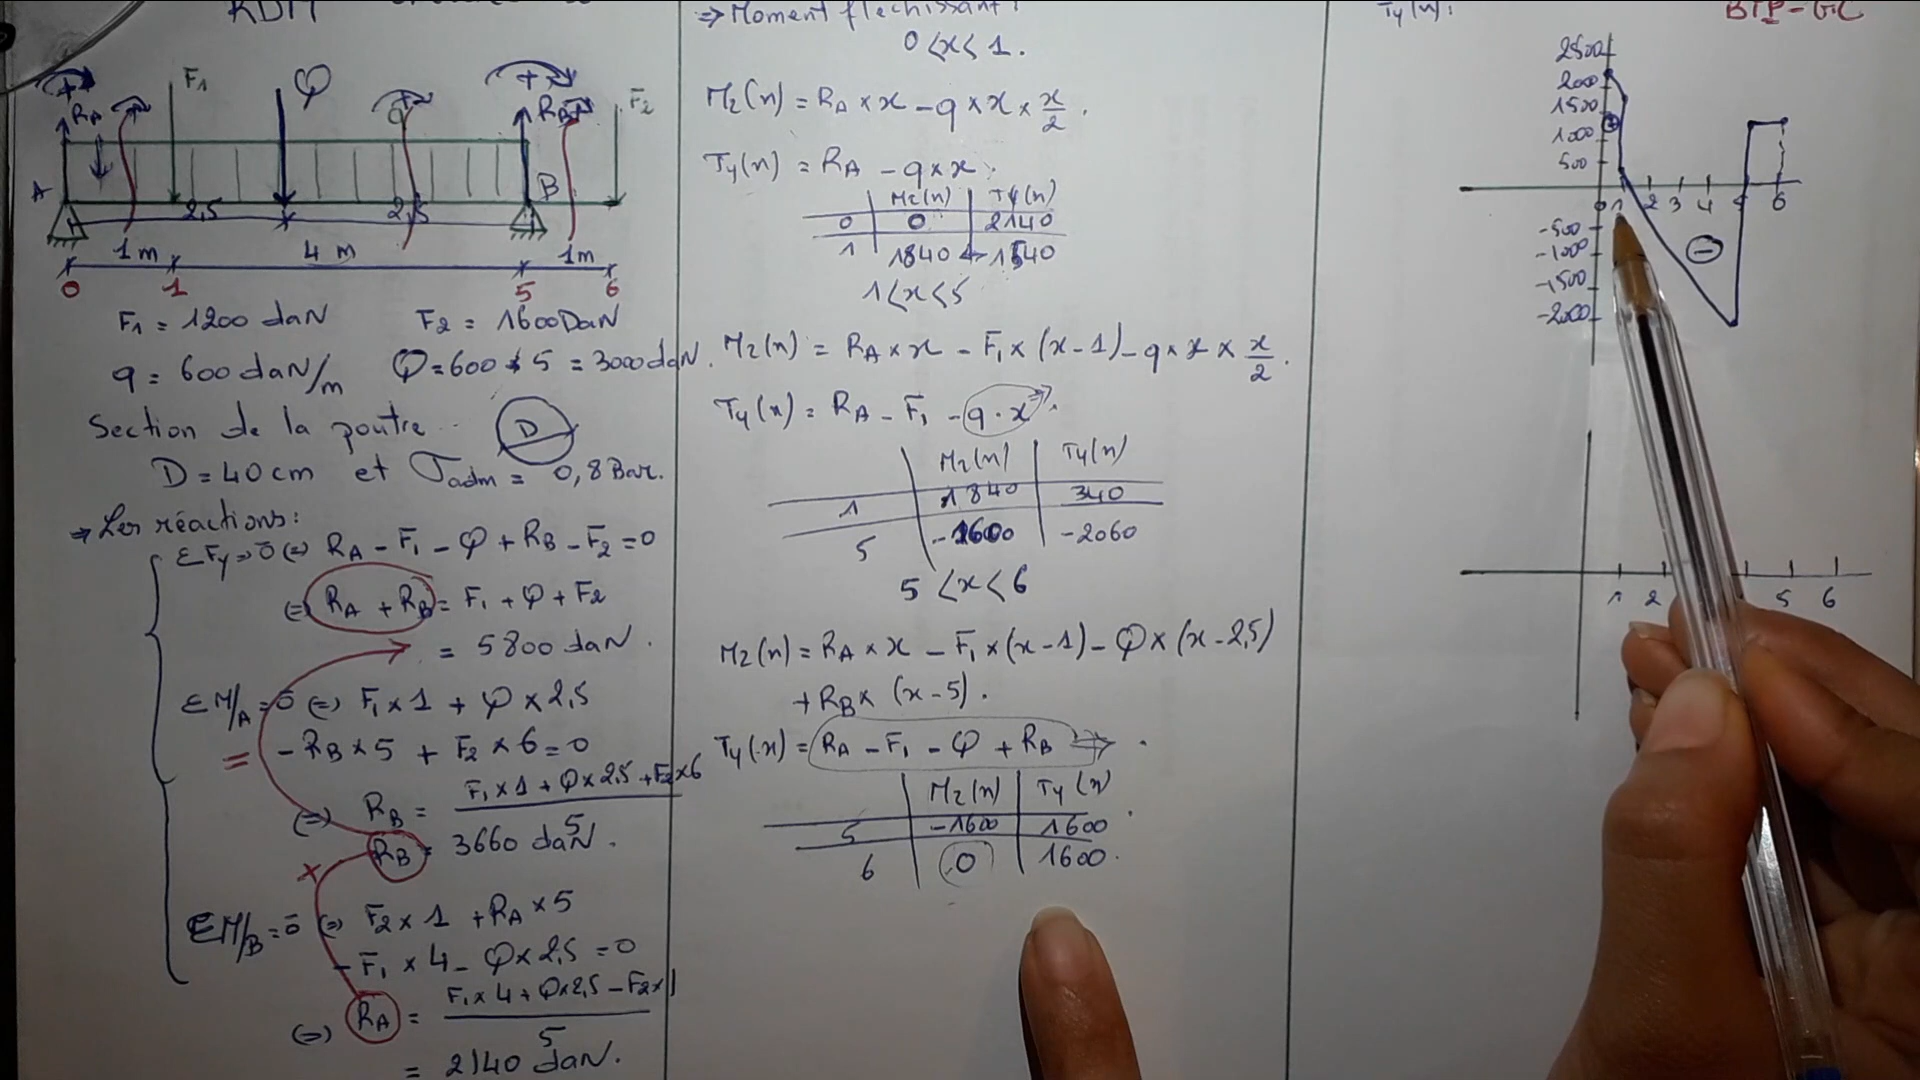 RDM
F1
φ
RA
+
+
RB
F2
A
B
2,5
2,5
1m
4 m
1m
0
1
5
6
F1 = 1200 daN
F2 = 1600 DaN
q = 600 daN/m
φ = 600 * 5 = 3000 daN.
Section de la poutre
D
D = 40 cm et σadm = 0,8 Bar.
⇒ Les réactions:
ΣFy = 0 (=) RA - F1 - φ + RB - F2 = 0
(=) RA + RB = F1 + φ + F2
= 5800 daN.
ΣM/A = 0 (=) F1 × 1 + φ × 2,5
- RB × 5 + F2 × 6 = 0
(=) RB = F1 × 1 + φ × 2,5 + F2 × 6
5
RB = 3660 daN.
ΣM/B = 0 (=) F2 × 1 + RA × 5
- F1 × 4 - φ × 2,5 = 0
(=) RA = F1 × 4 + φ × 2,5 - F2 × 1
5
= 2140 daN.
⇒ Moment fléchissant:
0 < x < 1.
Mz(x) = RA × x - q × x × x/2.
Ty(x) = RA - q × x.
Mz(x) Ty(x)
0 0 2140
1 1840 1540
1 < x < 5
Mz(x) = RA × x - F1 × (x-1) - q × x × x/2.
Ty(x) = RA - F1 - q · x
Mz(x) Ty(x)
1 1840 340
5 -1600 -2060
5 < x < 6
Mz(x) = RA × x - F1 × (x-1) - φ × (x-2,5)
+ RB × (x-5).
Ty(x) = RA - F1 - φ + RB
Mz(x) Ty(x)
5 -1600 1600
6 0 1600.
Ty(x):
BTP-GC
2500
2000
1500
1000
500
0 1 2 3 4 5 6
-500
-1000
-1500
-2000
+
-
1 2 5 6